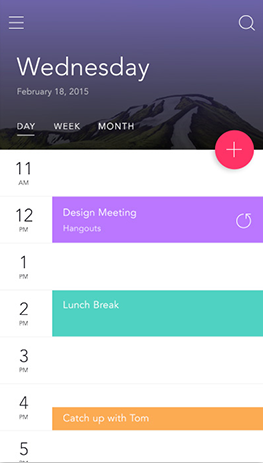 Wednesday
February 18, 2015
DAY WEEK MONTH
11
AM
12
PM
Design Meeting
Hangouts
1
PM
2
PM
Lunch Break
3
PM
4
PM
Catch up with Tom
5
PM